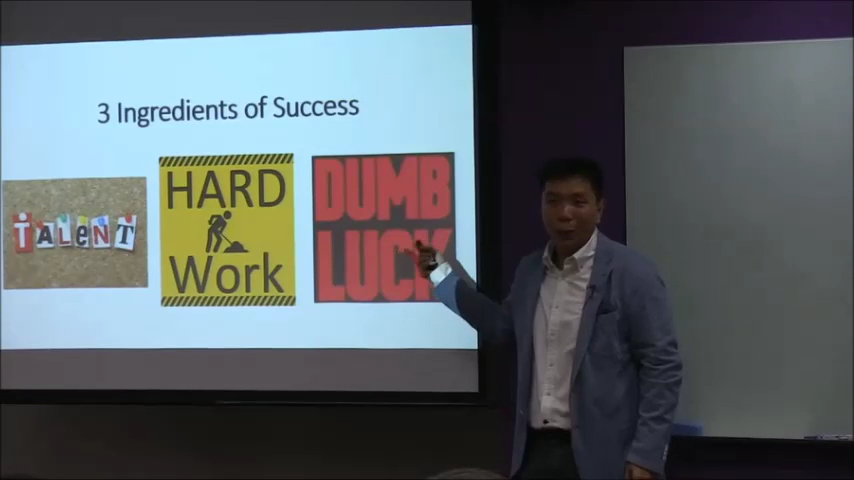 3 Ingredients of Success
TALeNT
HARD
Work
DUMB
LUCK